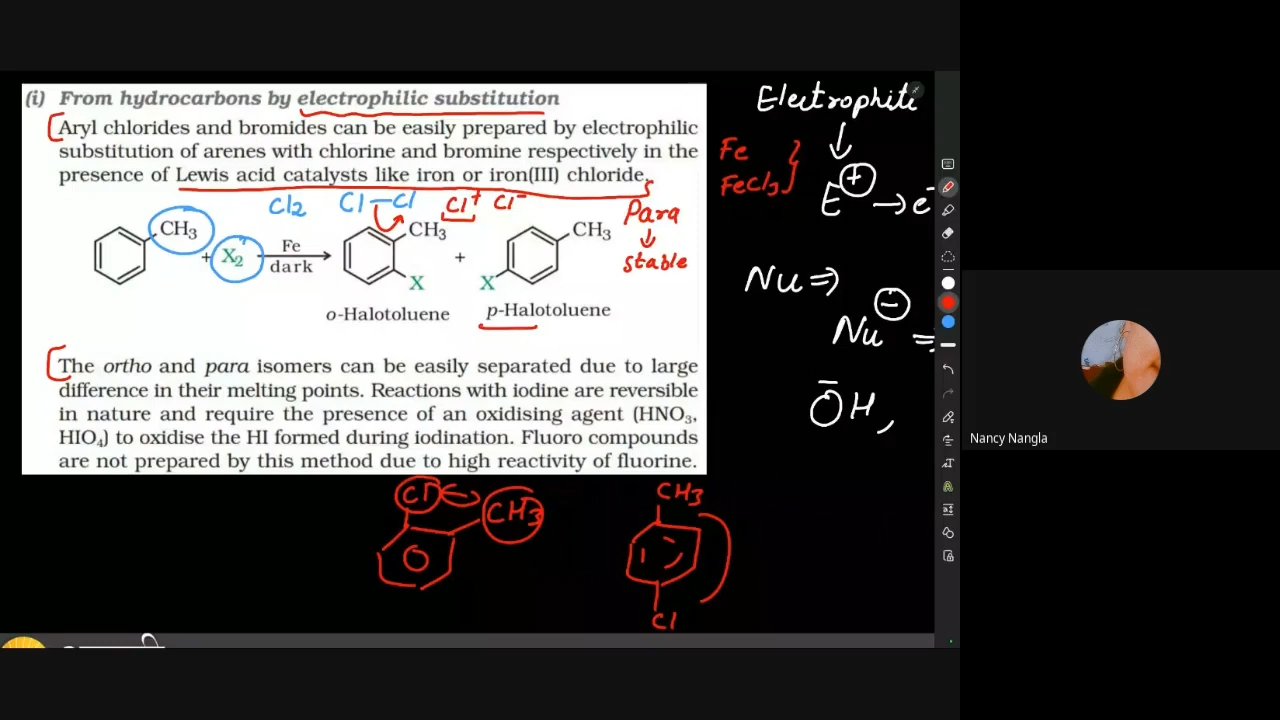 (i) From hydrocarbons by electrophilic substitution
Aryl chlorides and bromides can be easily prepared by electrophilic
substitution of arenes with chlorine and bromine respectively in the
presence of Lewis acid catalysts like iron or iron(III) chloride.
Cl2 Cl—Cl Cl⁺ Cl⁻
CH₃ + X₂ Fe dark CH₃ X + CH₃ X
o-Halotoluene p-Halotoluene
Para
↓
stable
The ortho and para isomers can be easily separated due to large
difference in their melting points. Reactions with iodine are reversible
in nature and require the presence of an oxidising agent (HNO₃,
HIO₄) to oxidise the HI formed during iodination. Fluoro compounds
are not prepared by this method due to high reactivity of fluorine.
Cl CH3
CH3
Cl
Electrophile
↓
Fe
FeCl3
E⁺ → e⁻
Nu ⇒
Nu⁻ ⇒
ŌH,
Nancy Nangla